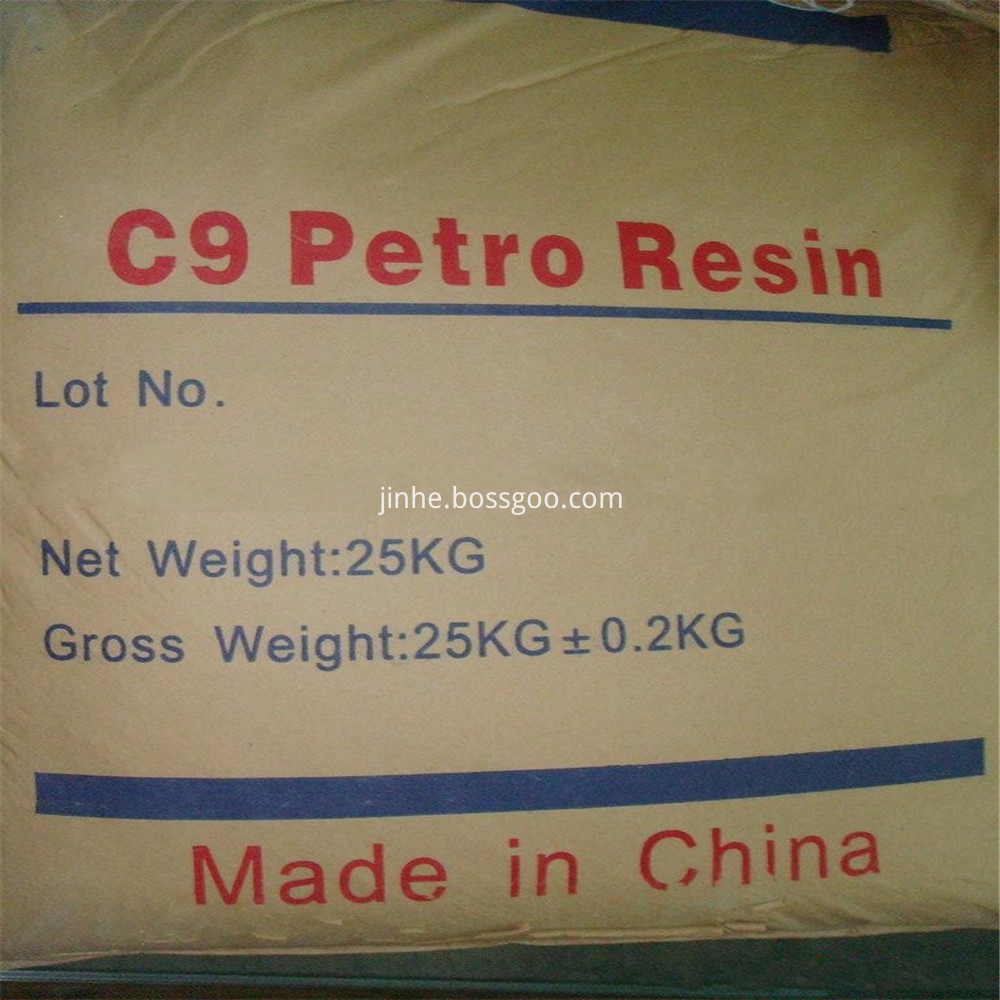 C9 Petro Resin
Lot No.
jinhe.bossgoo.com
Net Weight:25KG
Gross Weight:25KG±0.2KG
Made in China